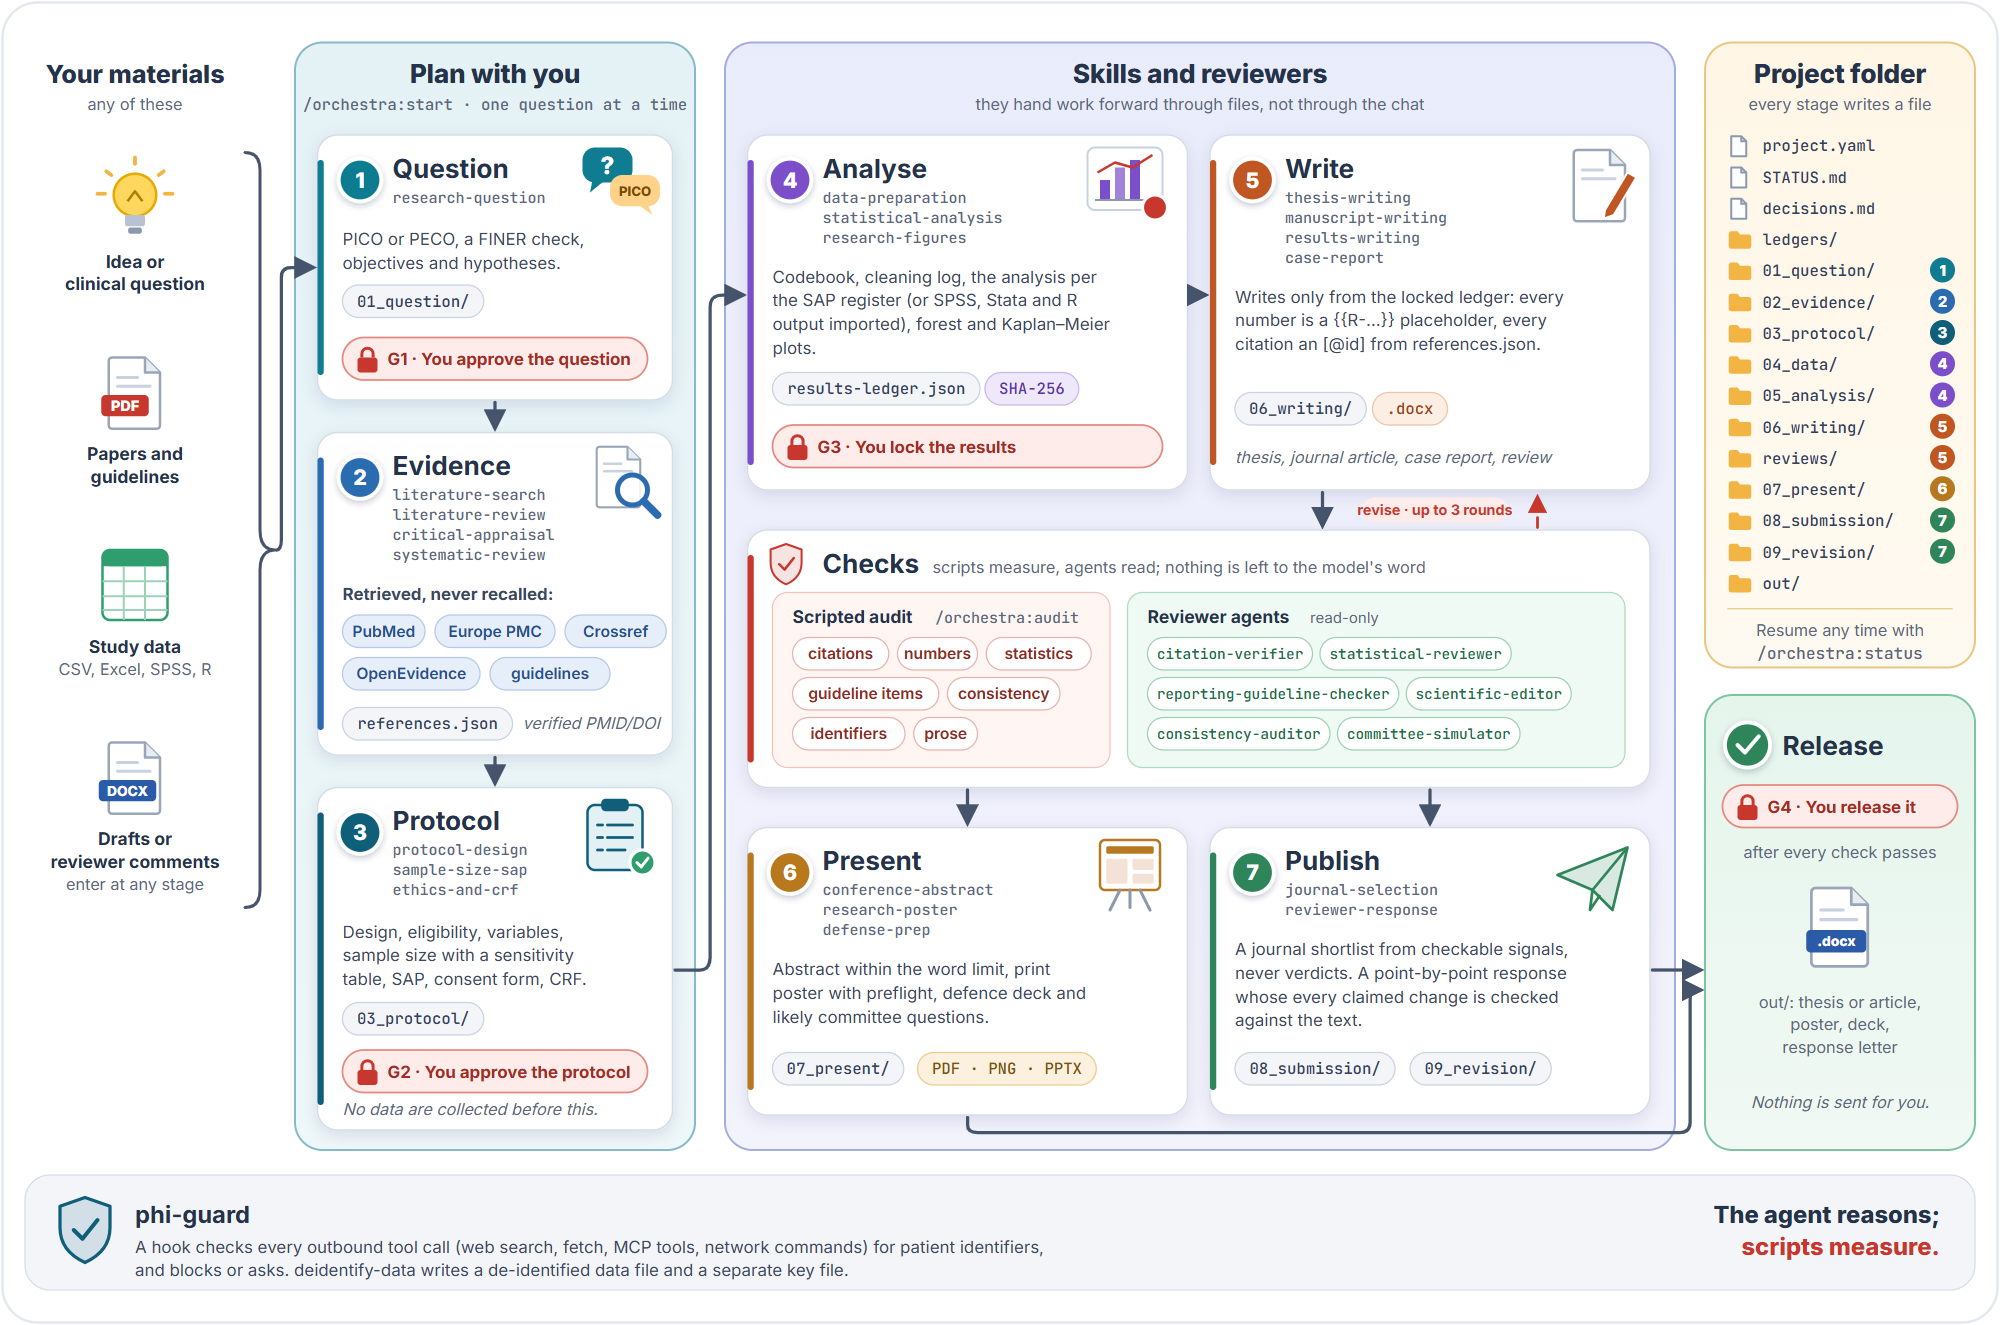 Your materials
any of these
Idea or
clinical question
PDF
Papers and
guidelines
Study data
CSV, Excel, SPSS, R
DOCX
Drafts or
reviewer comments
enter at any stage
Plan with you
/orchestra:start · one question at a time
1
Question
research-question
?
PICO
PICO or PECO, a FINER check,
objectives and hypotheses.
01_question/
G1 · You approve the question
2
Evidence
literature-search
literature-review
critical-appraisal
systematic-review
Retrieved, never recalled:
PubMed Europe PMC Crossref
OpenEvidence guidelines
references.json verified PMID/DOI
3
Protocol
protocol-design
sample-size-sap
ethics-and-crf
Design, eligibility, variables,
sample size with a sensitivity
table, SAP, consent form, CRF.
03_protocol/
G2 · You approve the protocol
No data are collected before this.
Skills and reviewers
they hand work forward through files, not through the chat
4
Analyse
data-preparation
statistical-analysis
research-figures
Codebook, cleaning log, the analysis per
the SAP register (or SPSS, Stata and R
output imported), forest and Kaplan–Meier
plots.
results-ledger.json SHA-256
G3 · You lock the results
5
Write
thesis-writing
manuscript-writing
results-writing
case-report
Writes only from the locked ledger: every
number is a {{R-...}} placeholder, every
citation an [@id] from references.json.
06_writing/ .docx
thesis, journal article, case report, review
revise · up to 3 rounds
Checks scripts measure, agents read; nothing is left to the model's word
Scripted audit /orchestra:audit
citations numbers statistics
guideline items consistency
identifiers prose
Reviewer agents read-only
citation-verifier statistical-reviewer
reporting-guideline-checker scientific-editor
consistency-auditor committee-simulator
6
Present
conference-abstract
research-poster
defense-prep
Abstract within the word limit, print
poster with preflight, defence deck and
likely committee questions.
07_present/ PDF · PNG · PPTX
7
Publish
journal-selection
reviewer-response
A journal shortlist from checkable signals,
never verdicts. A point-by-point response
whose every claimed change is checked
against the text.
08_submission/ 09_revision/
Project folder
every stage writes a file
project.yaml
STATUS.md
decisions.md
ledgers/
01_question/ 1
02_evidence/ 2
03_protocol/ 3
04_data/ 4
05_analysis/ 4
06_writing/ 5
reviews/ 5
07_present/ 6
08_submission/ 7
09_revision/ 7
out/
Resume any time with
/orchestra:status
Release
G4 · You release it
after every check passes
.docx
out/: thesis or article,
poster, deck,
response letter
Nothing is sent for you.
phi-guard
A hook checks every outbound tool call (web search, fetch, MCP tools, network commands) for patient identifiers,
and blocks or asks. deidentify-data writes a de-identified data file and a separate key file.
The agent reasons;
scripts measure.